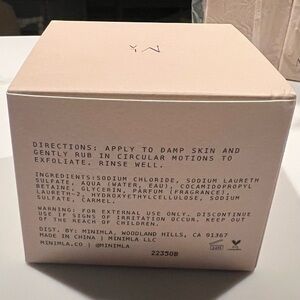 DIRECTIONS: APPLY TO DAMP SKIN AND
GENTLY RUB IN CIRCULAR MOTIONS TO
EXFOLIATE. RINSE WELL.
INGREDIENTS:SODIUM CHLORIDE, SODIUM LAURETH
SULFATE, AQUA (WATER, EAU), COCAMIDOPROPYL
BETAINE, GLYCERIN, PARFUM (FRAGRANCE),
LAURETH-2, HYDROXYETHYLCELLULOSE, SODIUM
SULFATE, CARMEL.
WARNING: FOR EXTERNAL USE ONLY. DISCONTINUE
USE IF SIGNS OF IRRITATION OCCUR. KEEP OUT
OF THE REACH OF CHILDREN.
DIST. BY: MINIMLA, WOODLAND HILLS, CA 91367
MADE IN CHINA | MINIMLA LLC
MINIMLA.CO | @MINIMLA
22350B